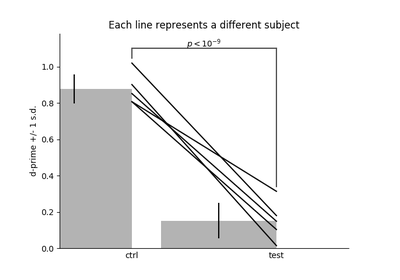 Each line represents a different subject
p < 10⁻⁹
1.0
0.8
0.6
0.4
0.2
0.0
d-prime +/- 1 s.d.
ctrl
test